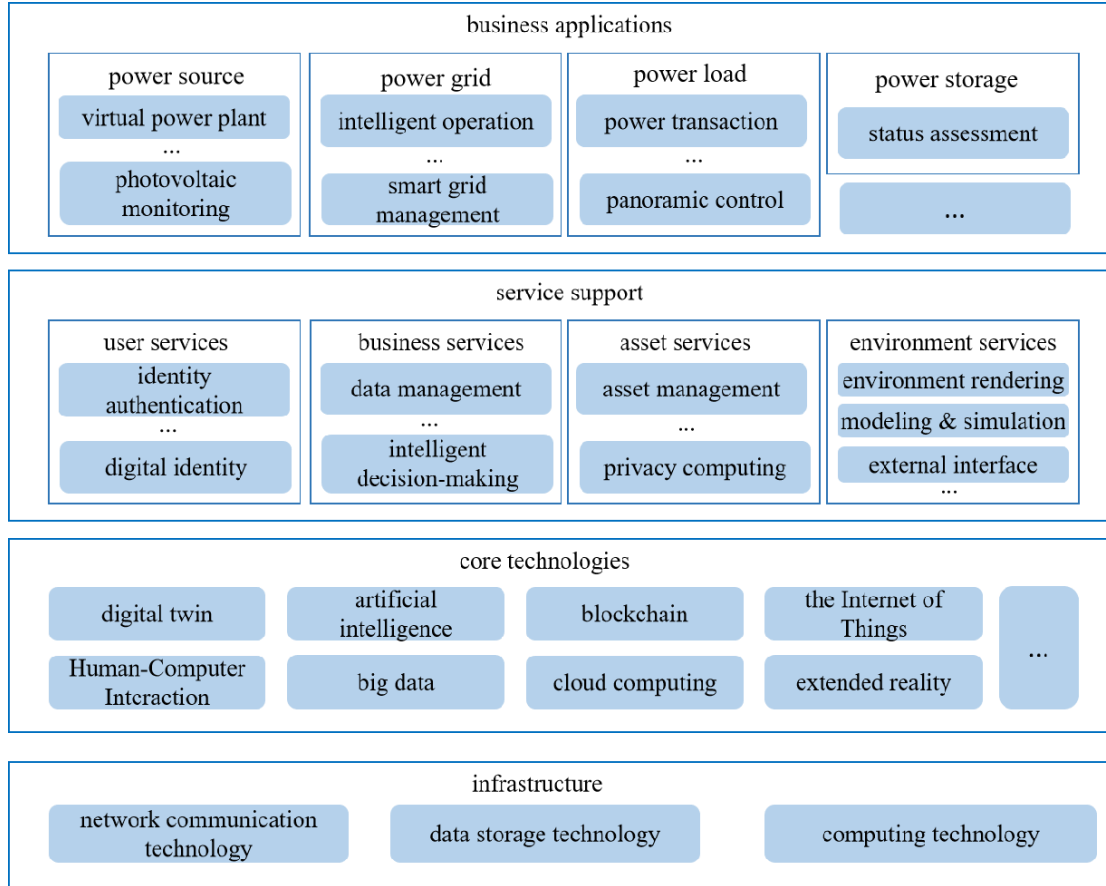 business applications
power source
virtual power plant
...
photovoltaic
monitoring
power grid
intelligent operation
...
smart grid
management
power load
power transaction
...
panoramic control
power storage
status assessment
...
service support
user services
identity
authentication
...
digital identity
business services
data management
...
intelligent
decision-making
asset services
asset management
...
privacy computing
environment services
environment rendering
modeling & simulation
external interface
...
core technologies
digital twin
artificial
intelligence
blockchain
the Internet of
Things
Human-Computer
Interaction
big data
cloud computing
extended reality
...
infrastructure
network communication
technology
data storage technology
computing technology